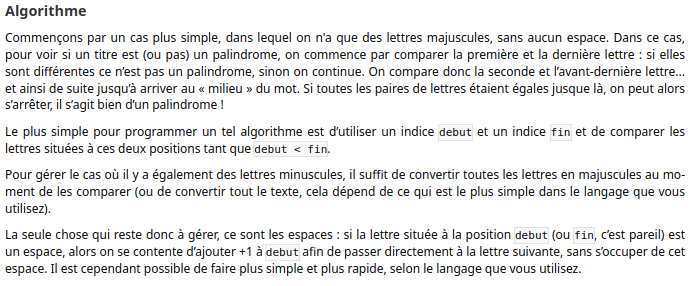 Algorithme
Commençons par un cas plus simple, dans lequel on n'a que des lettres majuscules, sans aucun espace. Dans ce cas,
pour voir si un titre est (ou pas) un palindrome, on commence par comparer la première et la dernière lettre : si elles
sont différentes ce n’est pas un palindrome, sinon on continue. On compare donc la seconde et l’avant-dernière lettre...
et ainsi de suite jusqu’à arriver au « milieu » du mot. Si toutes les paires de lettres étaient égales jusque là, on peut alors
s’arrêter, il s’agit bien d’un palindrome !
Le plus simple pour programmer un tel algorithme est d’utiliser un indice debut et un indice fin et de comparer les
lettres situées à ces deux positions tant que debut < fin.
Pour gérer le cas où il y a également des lettres minuscules, il suffit de convertir toutes les lettres en majuscules au mo-
ment de les comparer (ou de convertir tout le texte, cela dépend de ce qui est le plus simple dans le langage que vous
utilisez).
La seule chose qui reste donc à gérer, ce sont les espaces : si la lettre située à la position debut (ou fin, c’est pareil) est
un espace, alors on se contente d’ajouter +1 à debut afin de passer directement à la lettre suivante, sans s’occuper de cet
espace. Il est cependant possible de faire plus simple et plus rapide, selon le langage que vous utilisez.